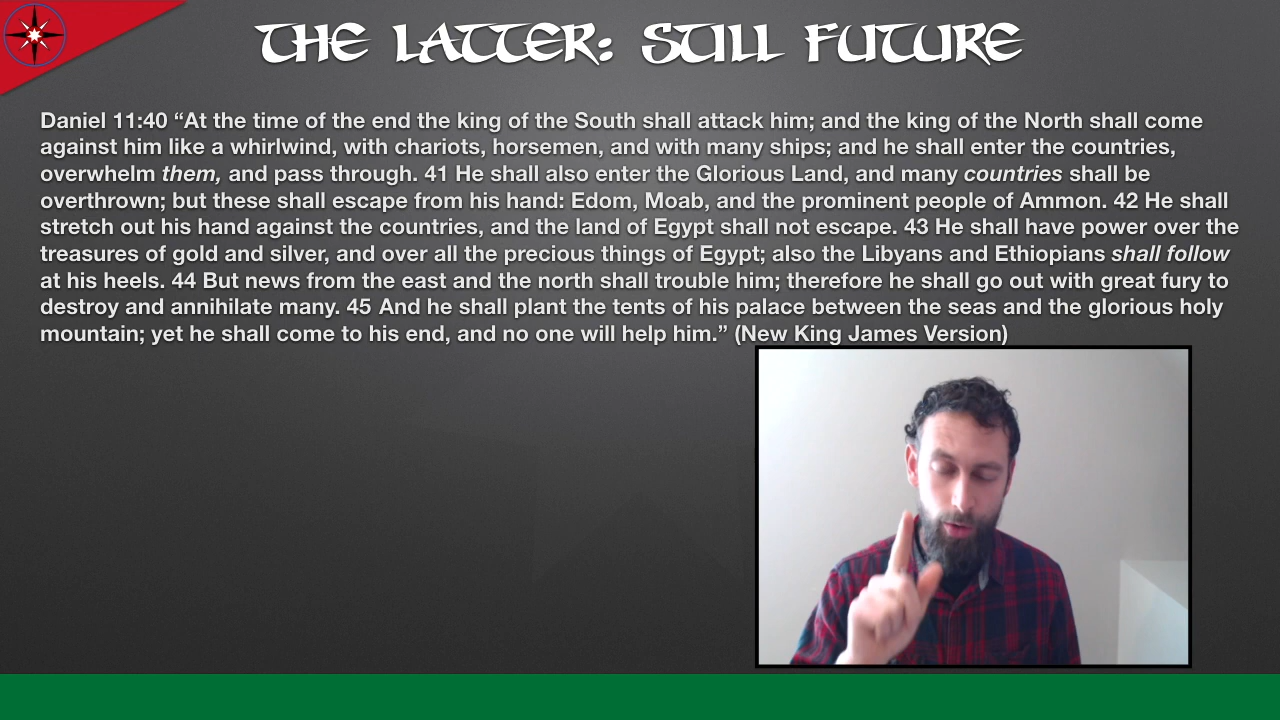 THE LATTER: STILL FUTURE
Daniel 11:40 “At the time of the end the king of the South shall attack him; and the king of the North shall come
against him like a whirlwind, with chariots, horsemen, and with many ships; and he shall enter the countries,
overwhelm them, and pass through. 41 He shall also enter the Glorious Land, and many countries shall be
overthrown; but these shall escape from his hand: Edom, Moab, and the prominent people of Ammon. 42 He shall
stretch out his hand against the countries, and the land of Egypt shall not escape. 43 He shall have power over the
treasures of gold and silver, and over all the precious things of Egypt; also the Libyans and Ethiopians shall follow
at his heels. 44 But news from the east and the north shall trouble him; therefore he shall go out with great fury to
destroy and annihilate many. 45 And he shall plant the tents of his palace between the seas and the glorious holy
mountain; yet he shall come to his end, and no one will help him.” (New King James Version)